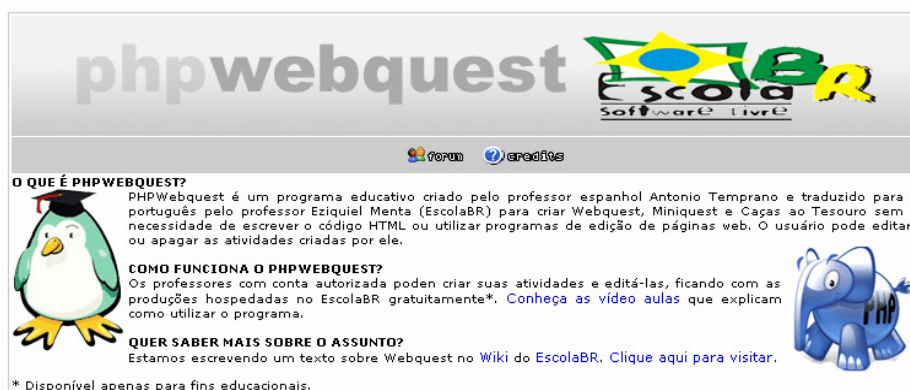 phpwebquest
BR
Escola
Software Livre
forum credits
O QUE É PHPWEBQUEST?
PHPWebquest é um programa educativo criado pelo professor espanhol Antonio Temprano e traduzido para
português pelo professor Eziquiel Menta (EscolaBR) para criar Webquest, Miniquest e Caças ao Tesouro sem
necessidade de escrever o código HTML ou utilizar programas de edição de páginas web. O usuário pode editar
ou apagar as atividades criadas por ele.
COMO FUNCIONA O PHPWEBQUEST?
Os professores com conta autorizada poden criar suas atividades e editá-las, ficando com as
produções hospedadas no EscolaBR gratuitamente*. Conheça as vídeo aulas que explicam
como utilizar o programa.
PHP
QUER SABER MAIS SOBRE O ASSUNTO?
Estamos escrevendo um texto sobre Webquest no Wiki do EscolaBR. Clique aqui para visitar.
* Disponível apenas para fins educacionais.